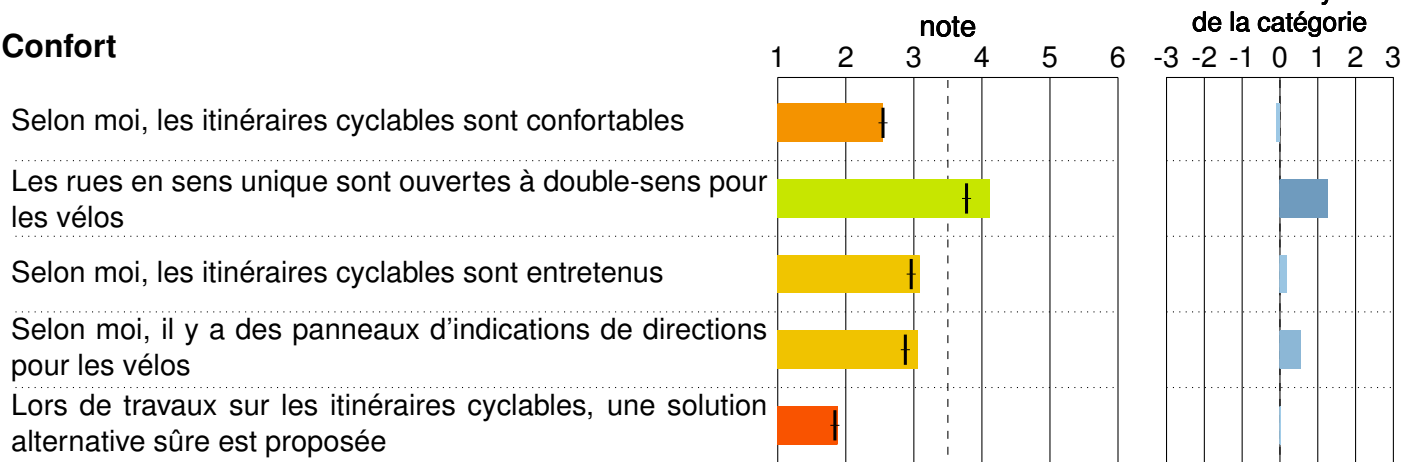 note
de la catégorie
Confort
1 2 3 4 5 6
-3 -2 -1 0 1 2 3
Selon moi, les itinéraires cyclables sont confortables
Les rues en sens unique sont ouvertes à double-sens pour
les vélos
Selon moi, les itinéraires cyclables sont entretenus
Selon moi, il y a des panneaux d'indications de directions
pour les vélos
Lors de travaux sur les itinéraires cyclables, une solution
alternative sûre est proposée